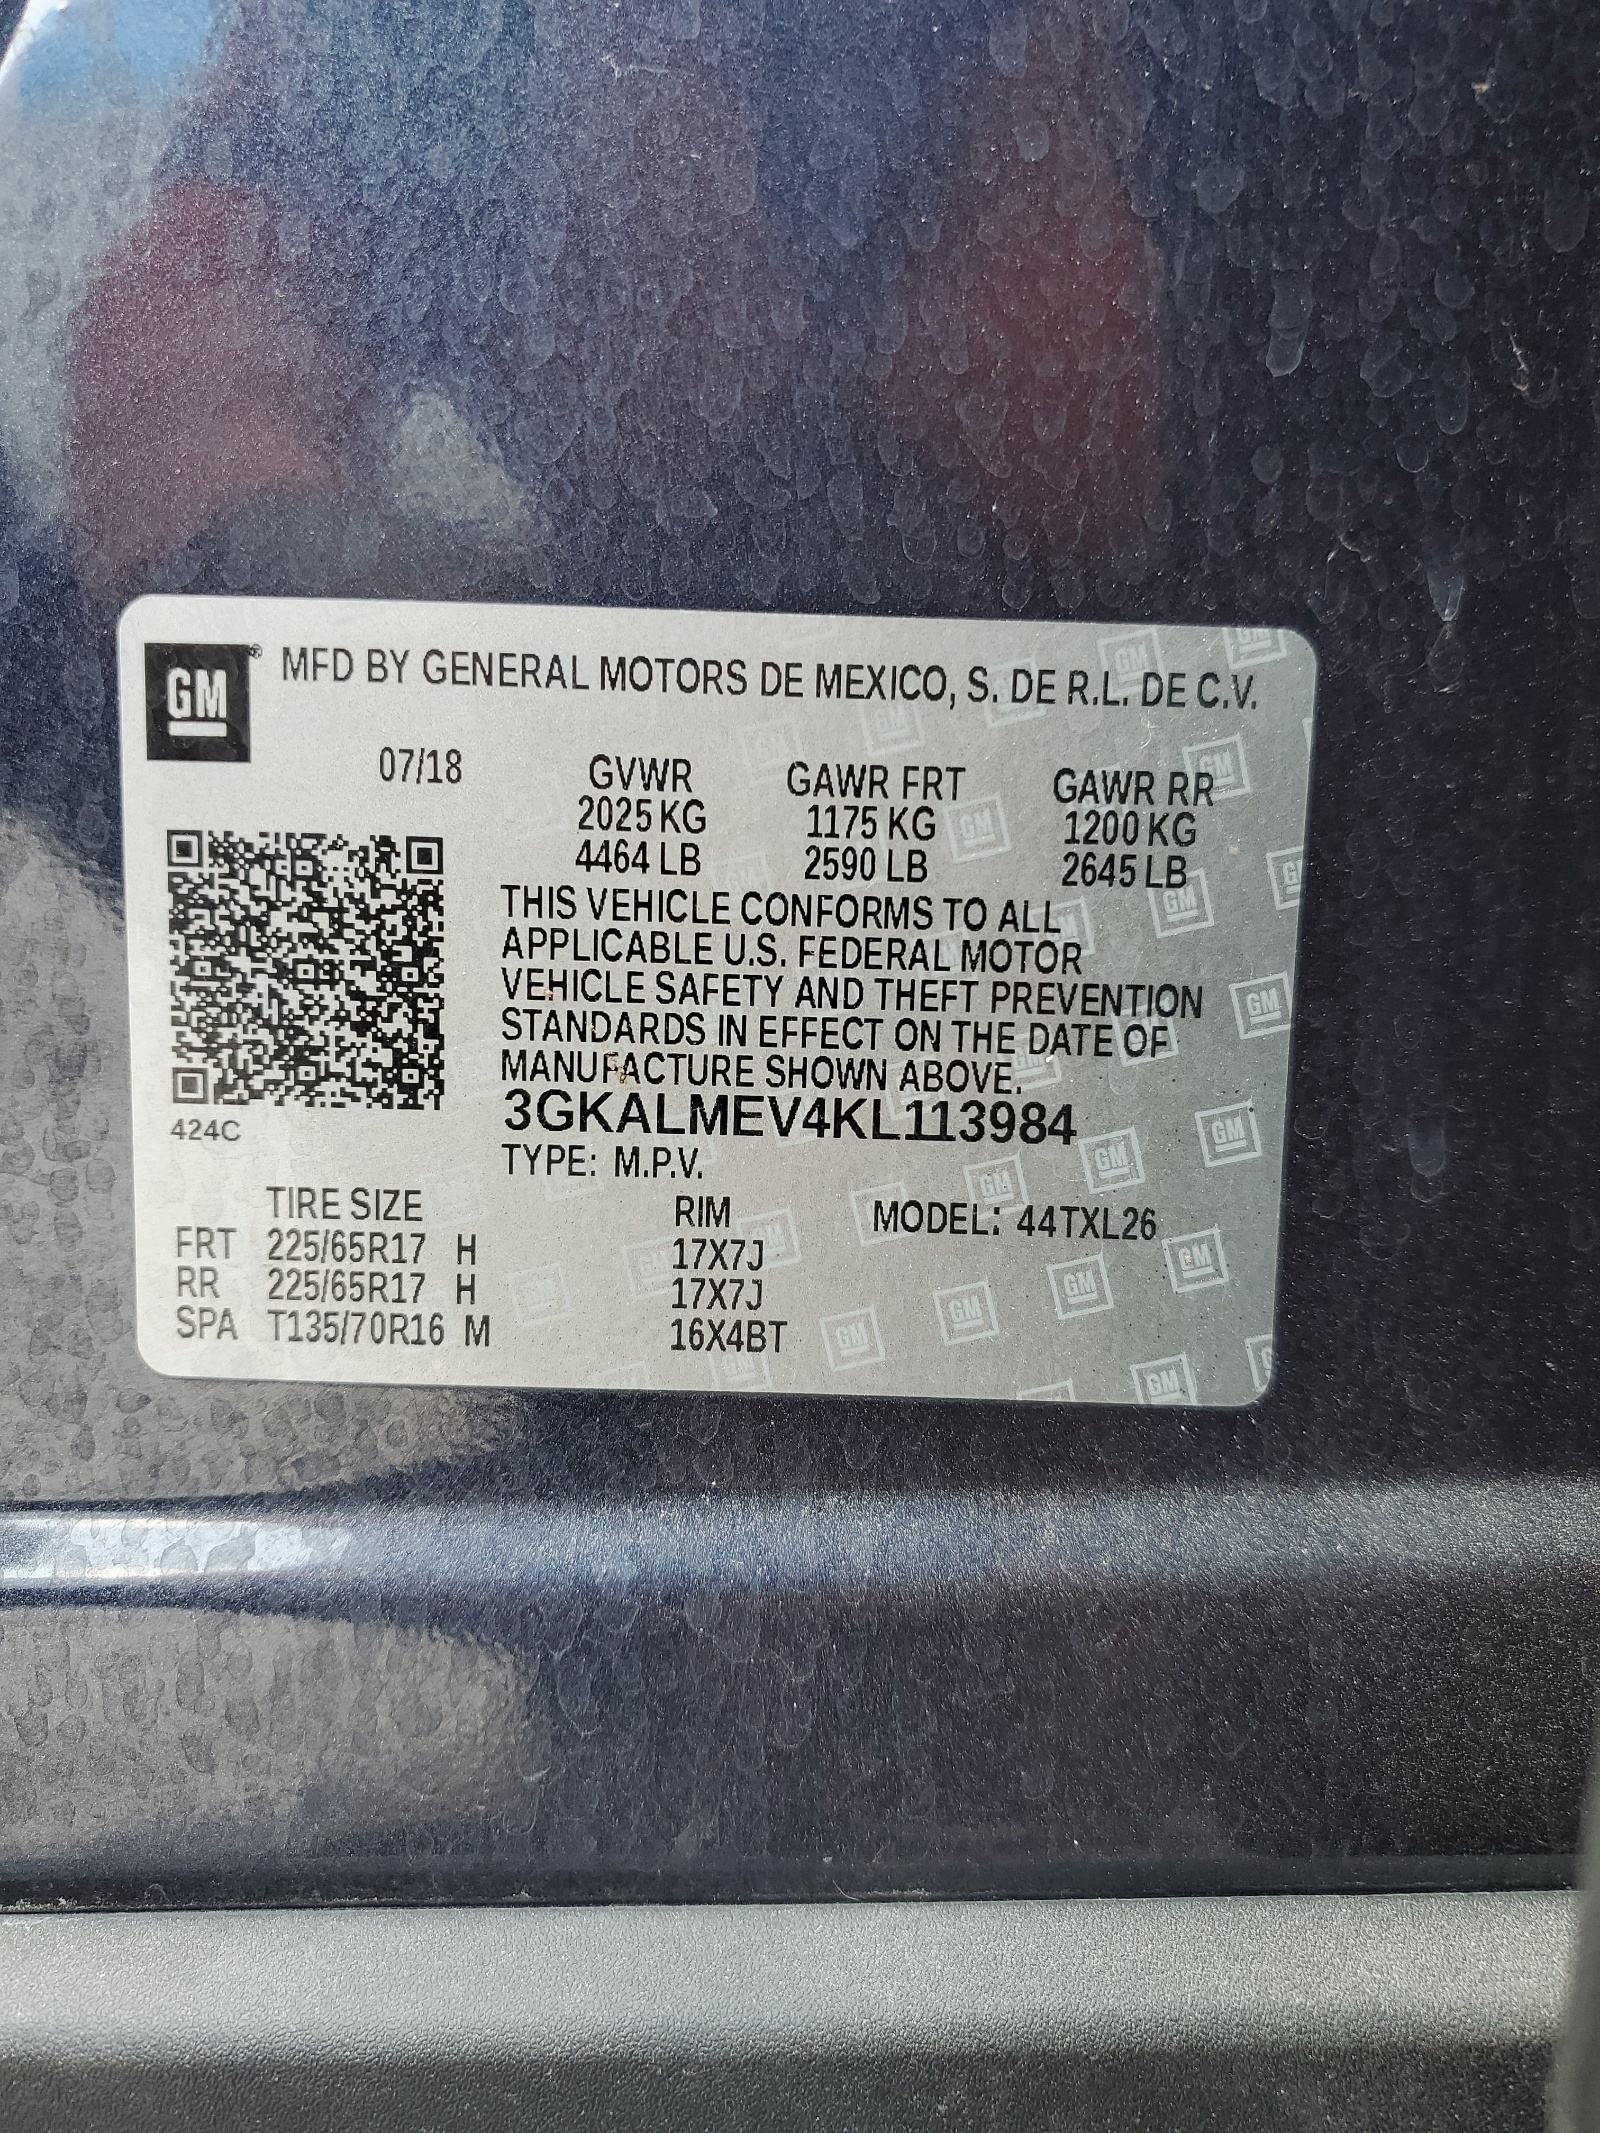 GM® MFD BY GENERAL MOTORS DE MEXICO, S. DE R.L. DE C.V.
07/18 GVWR GAWR FRT GAWR RR
2025 KG 1175 KG 1200 KG
4464 LB 2590 LB 2645 LB
THIS VEHICLE CONFORMS TO ALL
APPLICABLE U.S. FEDERAL MOTOR
VEHICLE SAFETY AND THEFT PREVENTION
STANDARDS IN EFFECT ON THE DATE OF
MANUFACTURE SHOWN ABOVE.
424C 3GKALMEV4KL113984
TYPE: M.P.V.
TIRE SIZE RIM MODEL: 44TXL26
FRT 225/65R17 H 17X7J
RR 225/65R17 H 17X7J
SPA T135/70R16 M 16X4BT